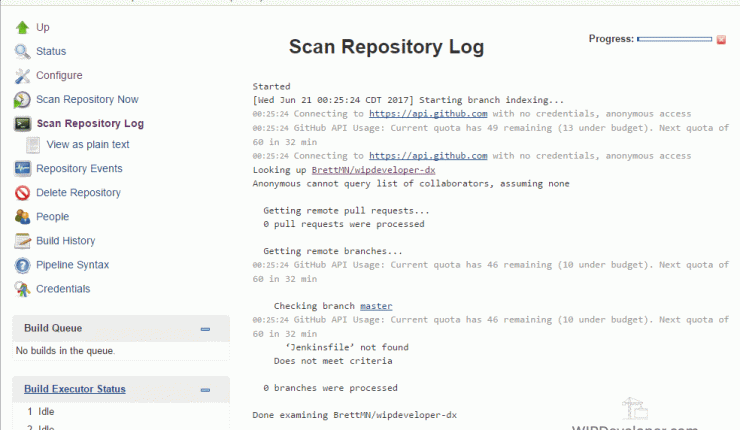 Up
Status
Configure
Scan Repository Now
Scan Repository Log
View as plain text
Repository Events
Delete Repository
People
Build History
Pipeline Syntax
Credentials
Build Queue
No builds in the queue.
Build Executor Status
1 Idle
2 Idle
Scan Repository Log
Progress:
Started
[Wed Jun 21 00:25:24 CDT 2017] Starting branch indexing...
00:25:24 Connecting to https://api.github.com with no credentials, anonymous access
00:25:24 GitHub API Usage: Current quota has 49 remaining (13 under budget). Next quota of
60 in 32 min
00:25:24 Connecting to https://api.github.com with no credentials, anonymous access
Looking up BrettMN/wipdeveloper-dx
Anonymous cannot query list of collaborators, assuming none
Getting remote pull requests...
0 pull requests were processed
Getting remote branches...
00:25:24 GitHub API Usage: Current quota has 46 remaining (10 under budget). Next quota of
60 in 32 min
Checking branch master
00:25:24 GitHub API Usage: Current quota has 46 remaining (10 under budget). Next quota of
60 in 32 min
‘Jenkinsfile’ not found
Does not meet criteria
0 branches were processed
Done examining BrettMN/wipdeveloper-dx
WIPDeveloper.com